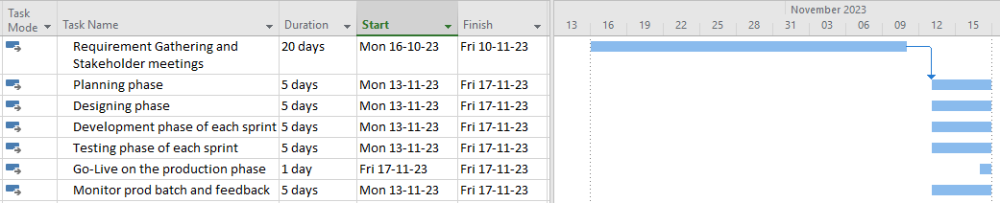 Task Mode Task Name Duration Start Finish
November 2023
13 16 19 22 25 28 31 03 06 09 12 15
Requirement Gathering and Stakeholder meetings 20 days Mon 16-10-23 Fri 10-11-23
Planning phase 5 days Mon 13-11-23 Fri 17-11-23
Designing phase 5 days Mon 13-11-23 Fri 17-11-23
Development phase of each sprint 5 days Mon 13-11-23 Fri 17-11-23
Testing phase of each sprint 5 days Mon 13-11-23 Fri 17-11-23
Go-Live on the production phase 1 day Fri 17-11-23 Fri 17-11-23
Monitor prod batch and feedback 5 days Mon 13-11-23 Fri 17-11-23